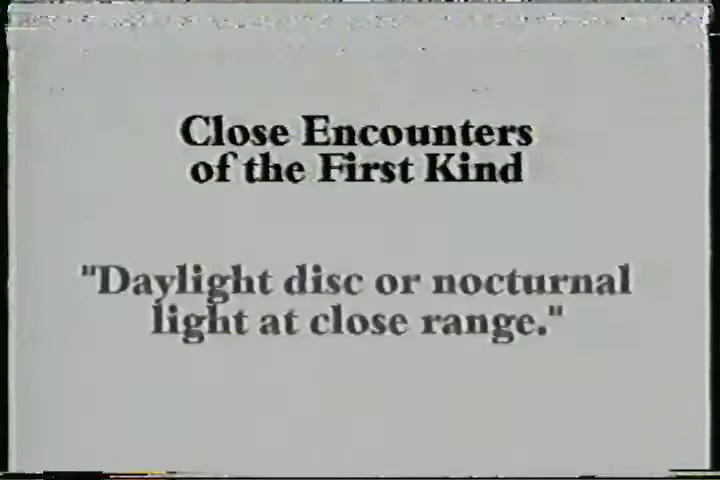 Close Encounters
of the First Kind
"Daylight disc or nocturnal
light at close range."